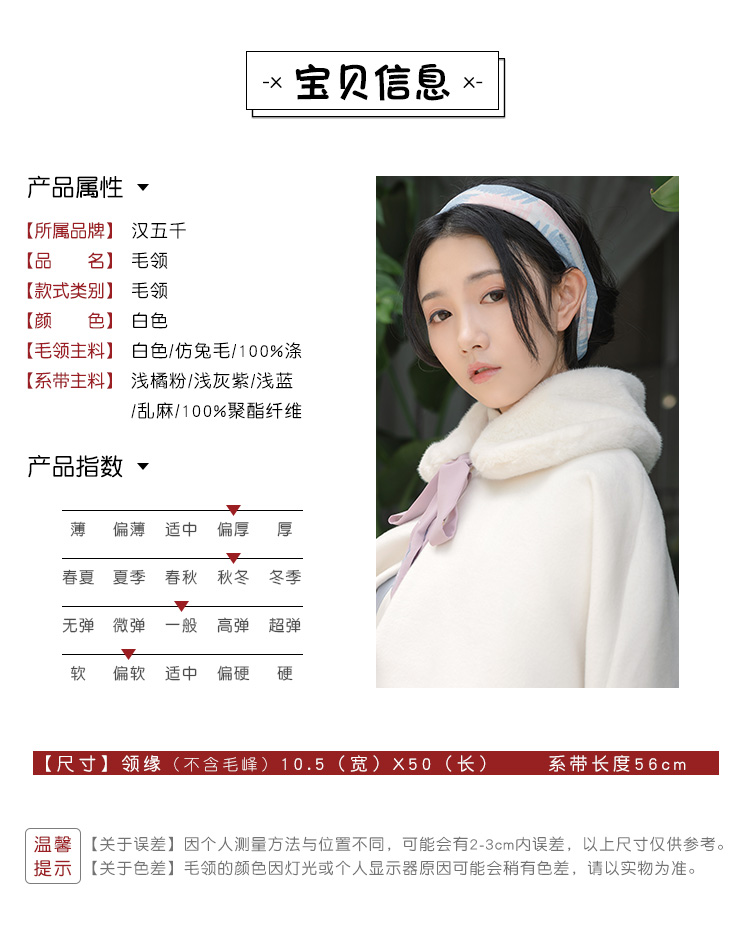 -× 宝贝信息 ×-
产品属性
【所属品牌】 汉五千
【品　　名】 毛领
【款式类别】 毛领
【颜　　色】 白色
【毛领主料】 白色/仿兔毛/100%涤
【系带主料】 浅橘粉/浅灰紫/浅蓝
/乱麻/100%聚酯纤维
产品指数
薄 偏薄 适中 偏厚 厚
春夏 夏季 春秋 秋冬 冬季
无弹 微弹 一般 高弹 超弹
软 偏软 适中 偏硬 硬
【尺寸】领缘（不含毛峰）10.5（宽）X50（长） 系带长度56cm
温馨
提示
【关于误差】因个人测量方法与位置不同，可能会有2-3cm内误差，以上尺寸仅供参考。
【关于色差】毛领的颜色因灯光或个人显示器原因可能会稍有色差，请以实物为准。